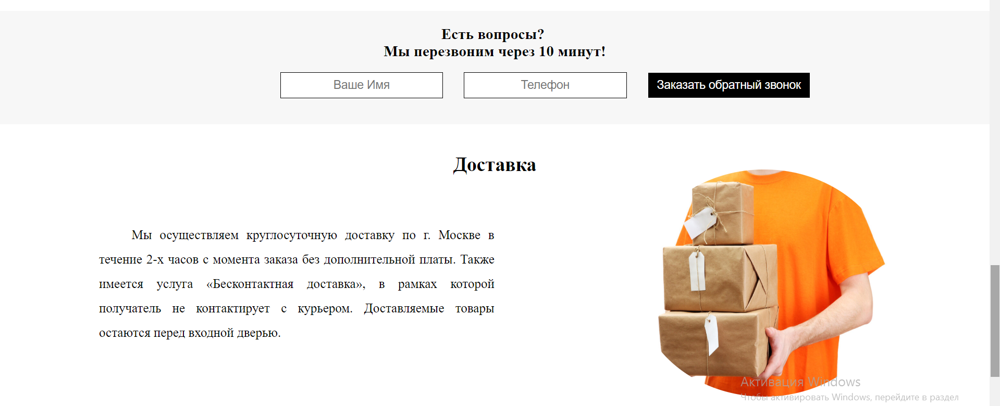 Есть вопросы?
Мы перезвоним через 10 минут!
Ваше Имя
Телефон
Заказать обратный звонок
Доставка
Мы осуществляем круглосуточную доставку по г. Москве в
течение 2-х часов с момента заказа без дополнительной платы. Также
имеется услуга «Бесконтактная доставка», в рамках которой
получатель не контактирует с курьером. Доставляемые товары
остаются перед входной дверью.
Активация Windows
Чтобы активировать Windows, перейдите в раздел